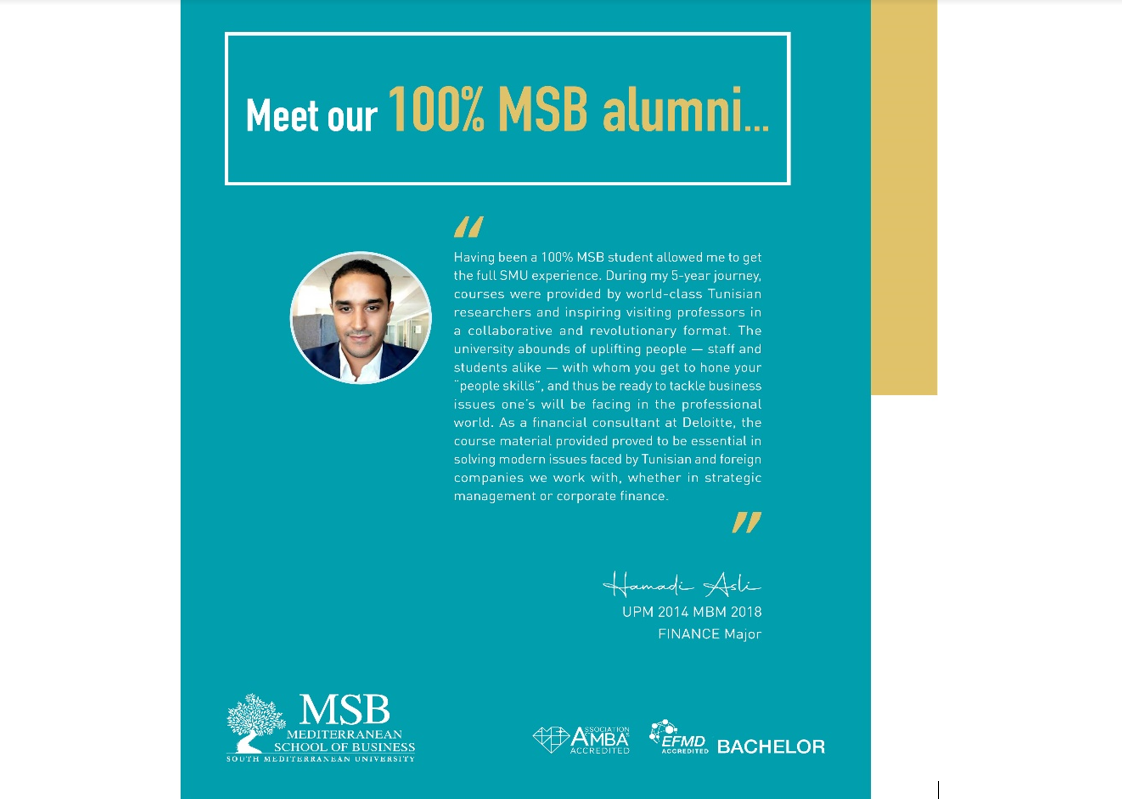 Meet our 100% MSB alumni...
“
Having been a 100% MSB student allowed me to get
the full SMU experience. During my 5-year journey,
courses were provided by world-class Tunisian
researchers and inspiring visiting professors in
a collaborative and revolutionary format. The
university abounds of uplifting people — staff and
students alike — with whom you get to hone your
“people skills”, and thus be ready to tackle business
issues one’s will be facing in the professional
world. As a financial consultant at Deloitte, the
course material provided proved to be essential in
solving modern issues faced by Tunisian and foreign
companies we work with, whether in strategic
management or corporate finance.
”
Hamadi Asli
UPM 2014 MBM 2018
FINANCE Major
MSB
MEDITERRANEAN
SCHOOL OF BUSINESS
SOUTH MEDITERRANEAN UNIVERSITY
ASSOCIATION
AMBA
ACCREDITED
EFMD
ACCREDITED
BACHELOR